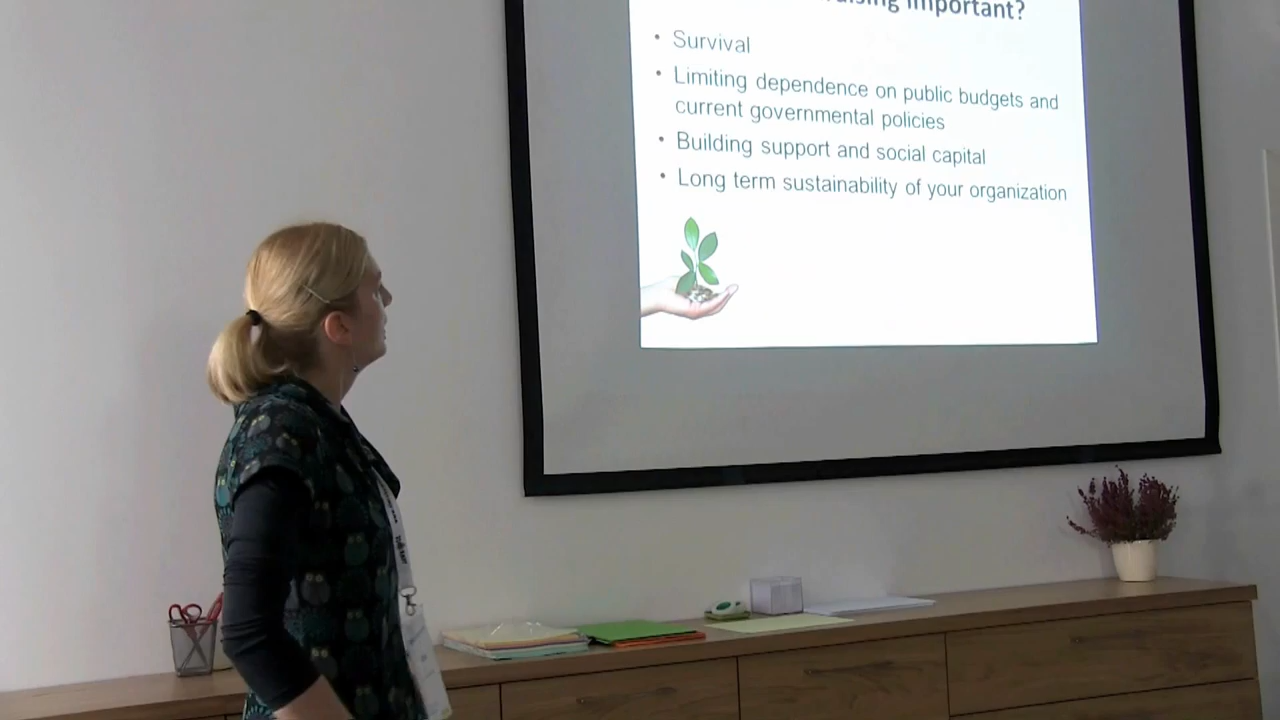 important?
• Survival
• Limiting dependence on public budgets and
current governmental policies
• Building support and social capital
• Long term sustainability of your organization